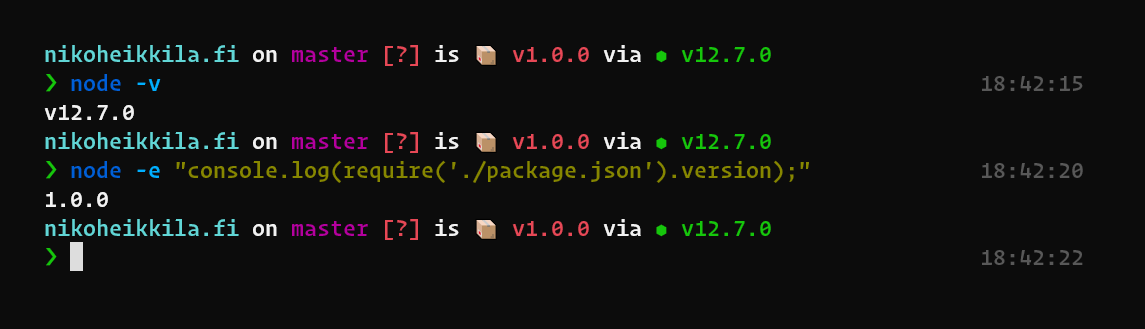 nikoheikkila.fi on master [?] is 📦 v1.0.0 via ⬢ v12.7.0
❯ node -v 18:42:15
v12.7.0
nikoheikkila.fi on master [?] is 📦 v1.0.0 via ⬢ v12.7.0
❯ node -e "console.log(require('./package.json').version);" 18:42:20
1.0.0
nikoheikkila.fi on master [?] is 📦 v1.0.0 via ⬢ v12.7.0
❯ 18:42:22